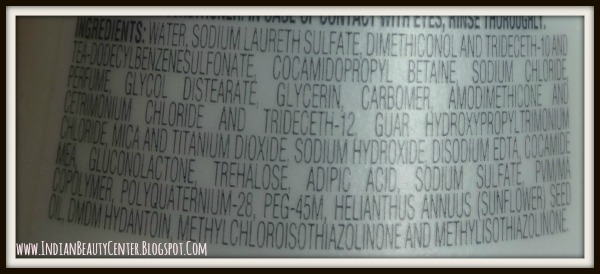 IN CASE OF CONTACT WITH EYES, RINSE THOROUGHLY.
INGREDIENTS: WATER, SODIUM LAURETH SULFATE, DIMETHICONOL AND TRIDECETH-10 AND
TEA-DODECYLBENZENESULFONATE, COCAMIDOPROPYL BETAINE, SODIUM CHLORIDE,
PERFUME, GLYCOL DISTEARATE, GLYCERIN, CARBOMER, AMODIMETHICONE AND
CETRIMONIUM CHLORIDE AND TRIDECETH-12, GUAR HYDROXYPROPYLTRIMONIUM
CHLORIDE, MICA AND TITANIUM DIOXIDE, SODIUM HYDROXIDE, DISODIUM EDTA, COCAMIDE
MEA, GLUCONOLACTONE, TREHALOSE, ADIPIC ACID, SODIUM SULFATE, PVM/MA
COPOLYMER, POLYQUATERNIUM-28, PEG-45M, HELIANTHUS ANNUUS (SUNFLOWER) SEED
OIL, DMDM HYDANTOIN, METHYLCHLOROISOTHIAZOLINONE AND METHYLISOTHIAZOLINONE.
WWW.INDIANBEAUTYCENTER.BLOGSPOT.COM